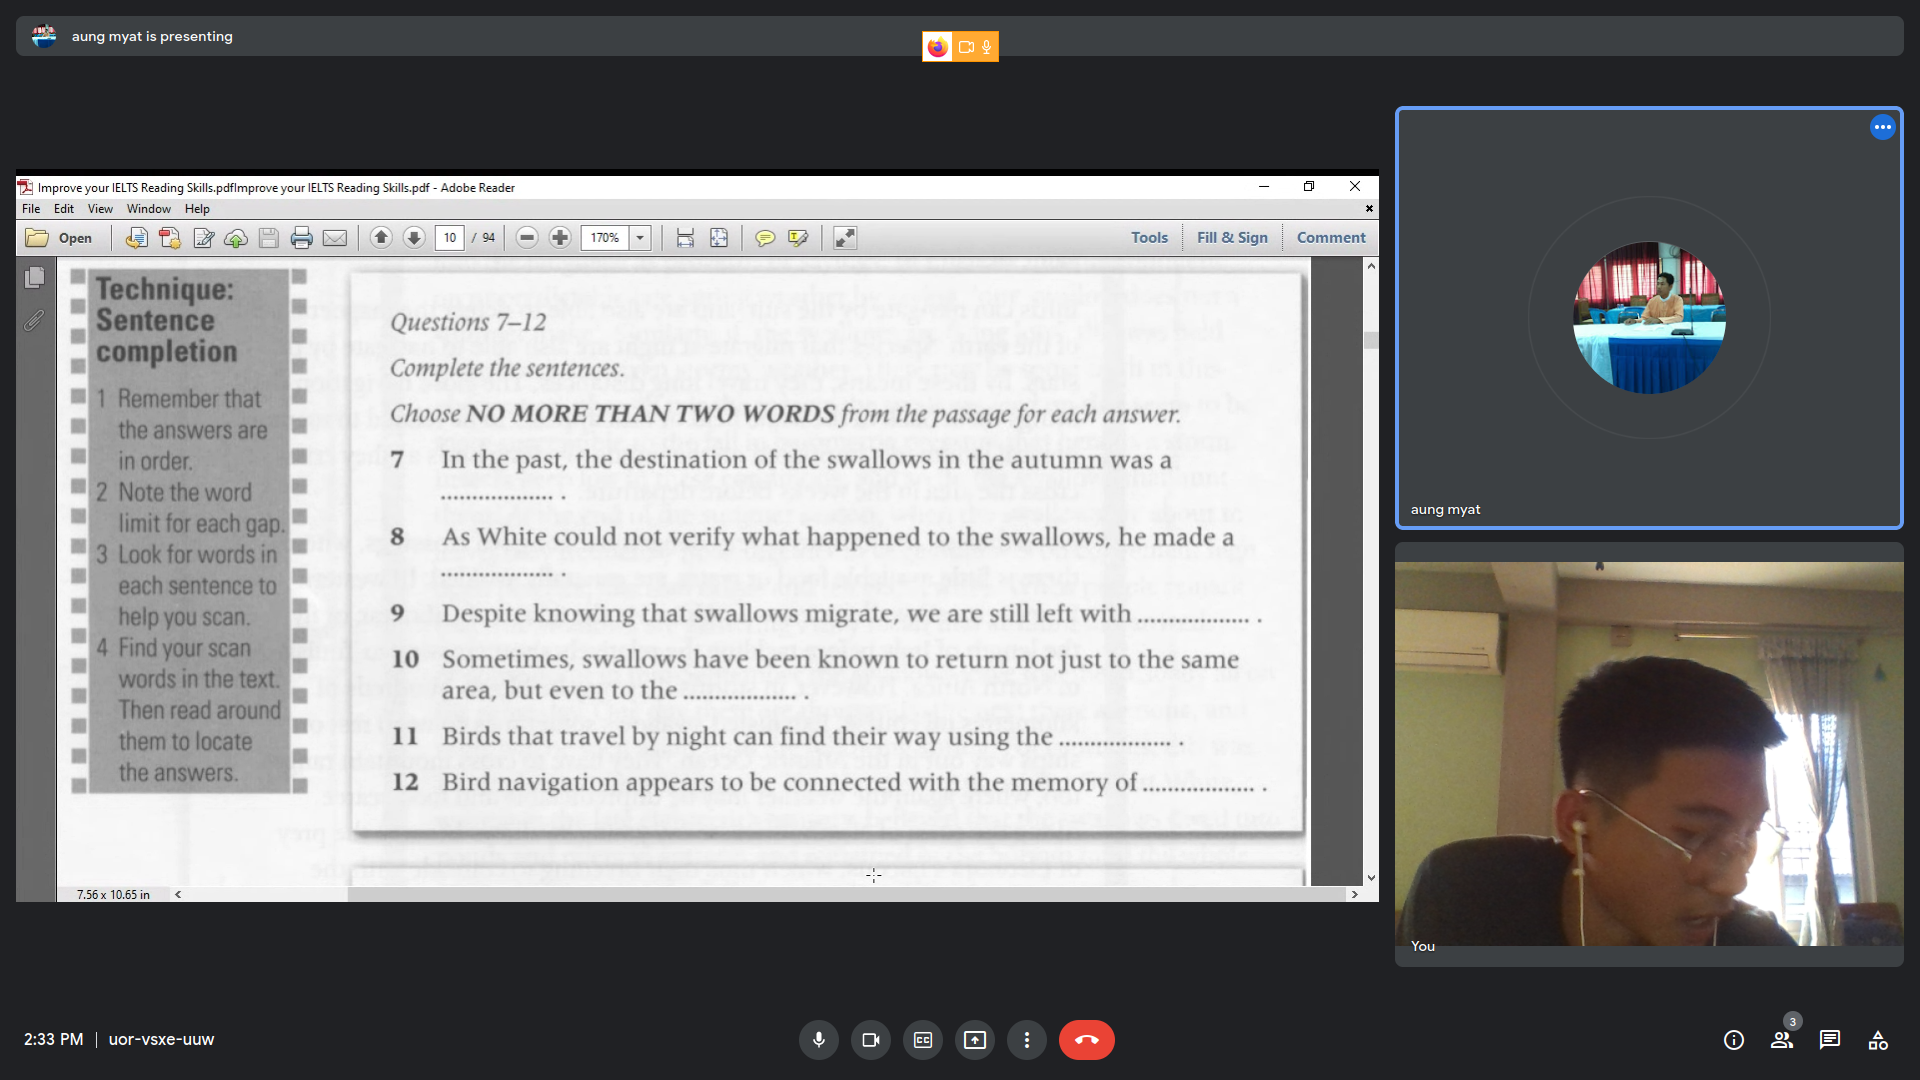 aung myat is presenting
Improve your IELTS Reading Skills.pdfImprove your IELTS Reading Skills.pdf - Adobe Reader
File Edit View Window Help
Open 10 / 94 170% Tools Fill & Sign Comment
Technique:
Sentence
completion
1 Remember that
the answers are
in order.
2 Note the word
limit for each gap.
3 Look for words in
each sentence to
help you scan.
4 Find your scan
words in the text.
Then read around
them to locate
the answers.
Questions 7–12
Complete the sentences.
Choose NO MORE THAN TWO WORDS from the passage for each answer.
7 In the past, the destination of the swallows in the autumn was a
.................. .
8 As White could not verify what happened to the swallows, he made a
.................. .
9 Despite knowing that swallows migrate, we are still left with .................. .
10 Sometimes, swallows have been known to return not just to the same
area, but even to the .................. .
11 Birds that travel by night can find their way using the .................. .
12 Bird navigation appears to be connected with the memory of .................. .
7.56 x 10.65 in
aung myat
You
2:33 PM | uor-vsxe-uuw
CC
3